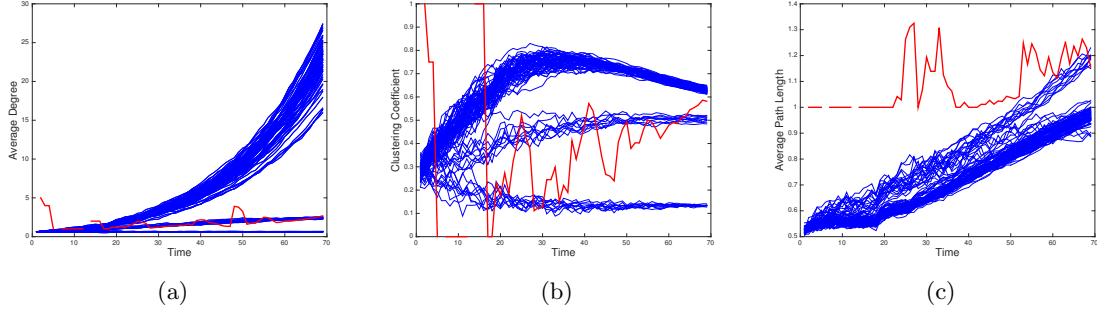 30
25
20
15
10
5
0
0 10 20 30 40 50 60 70
Average Degree
Time
(a)
1
0.9
0.8
0.7
0.6
0.5
0.4
0.3
0.2
0.1
0
0 10 20 30 40 50 60 70
Clustering Coefficient
Time
(b)
1.4
1.3
1.2
1.1
1
0.9
0.8
0.7
0.6
0.5
0 10 20 30 40 50 60 70
Average Path Length
Time
(c)